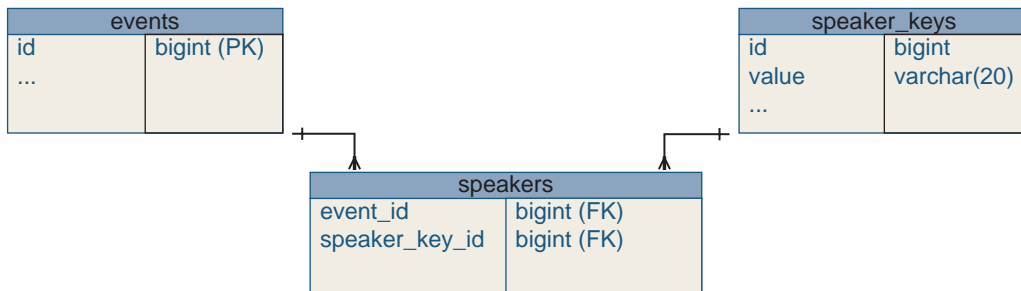 events
id bigint (PK)
...
speaker_keys
id bigint
value varchar(20)
...
speakers
event_id bigint (FK)
speaker_key_id bigint (FK)